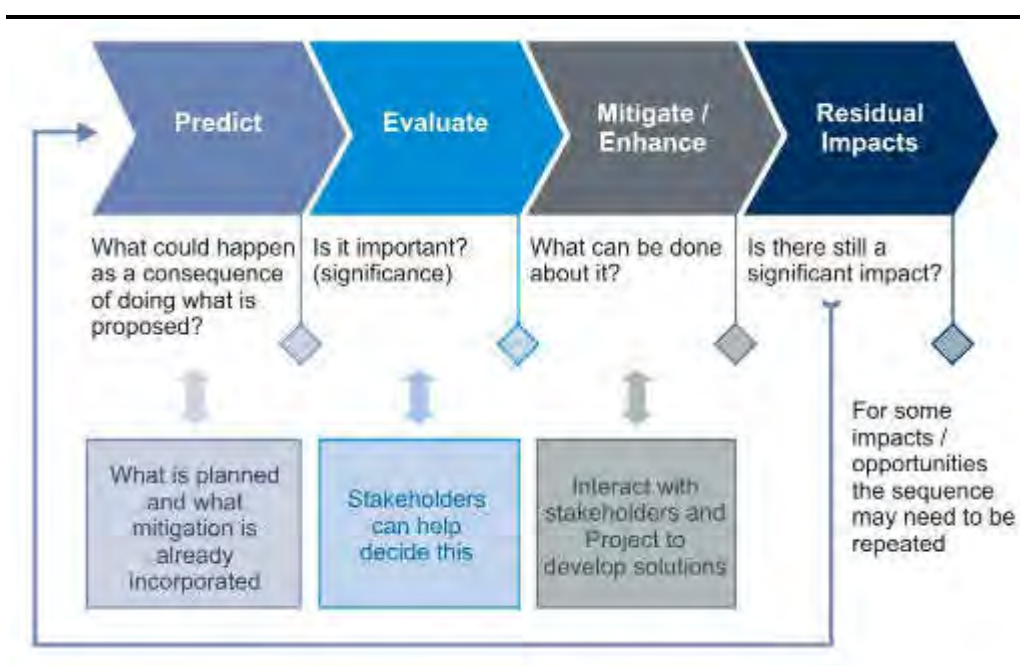 Predict
Evaluate
Mitigate /
Enhance
Residual
Impacts
What could happen
as a consequence
of doing what is
proposed?
Is it important?
(significance)
What can be done
about it?
Is there still a
significant impact?
What is planned
and what
mitigation is
already
incorporated
Stakeholders
can help
decide this
Interact with
stakeholders and
Project to
develop solutions
For some
impacts /
opportunities
the sequence
may need to be
repeated